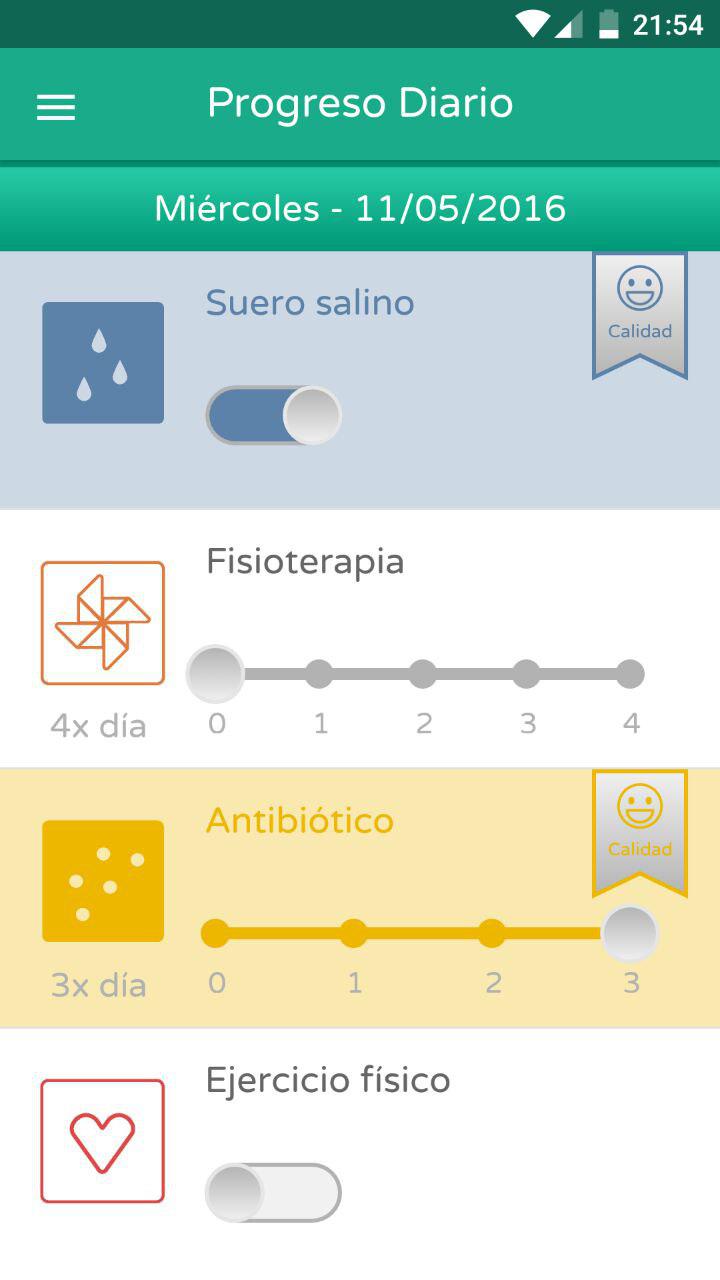 21:54
Progreso Diario
Miércoles - 11/05/2016
Suero salino
Calidad
Fisioterapia
4x día
0 1 2 3 4
Antibiótico
Calidad
3x día
0 1 2 3
Ejercicio físico